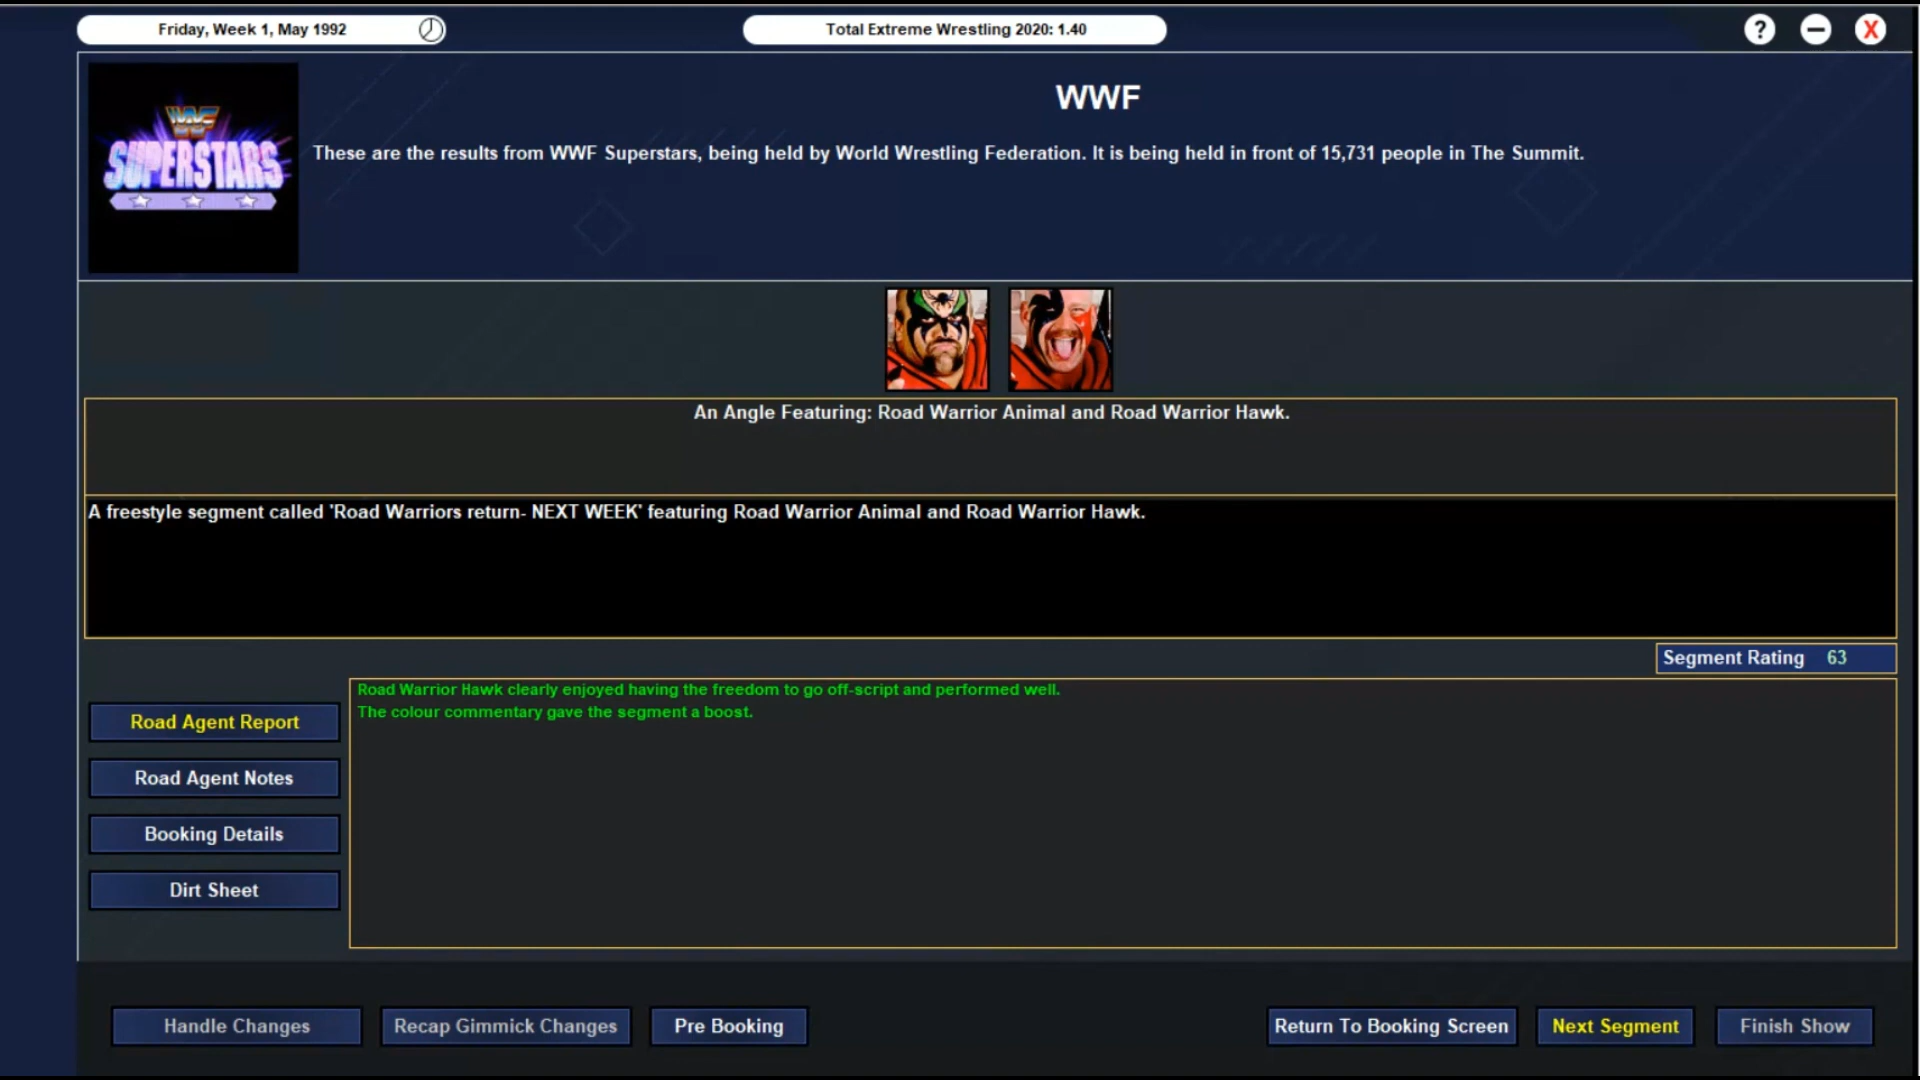 Friday, Week 1, May 1992
Total Extreme Wrestling 2020: 1.40
?
X
WWF
SUPERSTARS
WWF
These are the results from WWF Superstars, being held by World Wrestling Federation. It is being held in front of 15,731 people in The Summit.
An Angle Featuring: Road Warrior Animal and Road Warrior Hawk.
A freestyle segment called 'Road Warriors return- NEXT WEEK' featuring Road Warrior Animal and Road Warrior Hawk.
Segment Rating 63
Road Agent Report
Road Agent Notes
Booking Details
Dirt Sheet
Road Warrior Hawk clearly enjoyed having the freedom to go off-script and performed well.
The colour commentary gave the segment a boost.
Handle Changes
Recap Gimmick Changes
Pre Booking
Return To Booking Screen
Next Segment
Finish Show